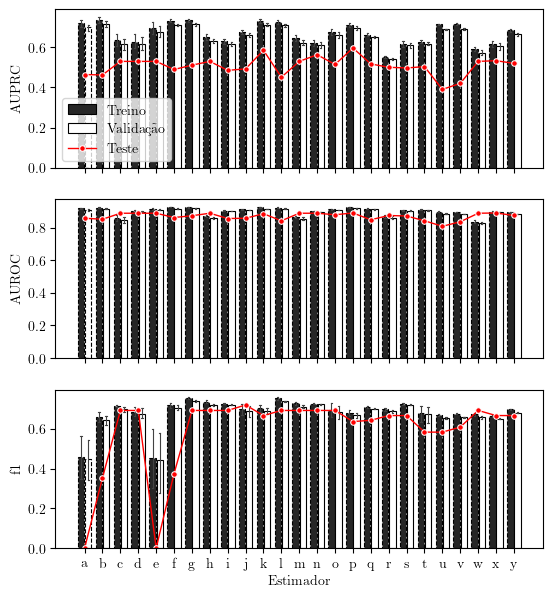 AUPRC
0.6
0.4
0.2
0.0
Treino
Validação
Teste
AUROC
0.8
0.6
0.4
0.2
0.0
f1
0.6
0.4
0.2
0.0
a b c d e f g h i j k l m n o p q r s t u v w x y
Estimador